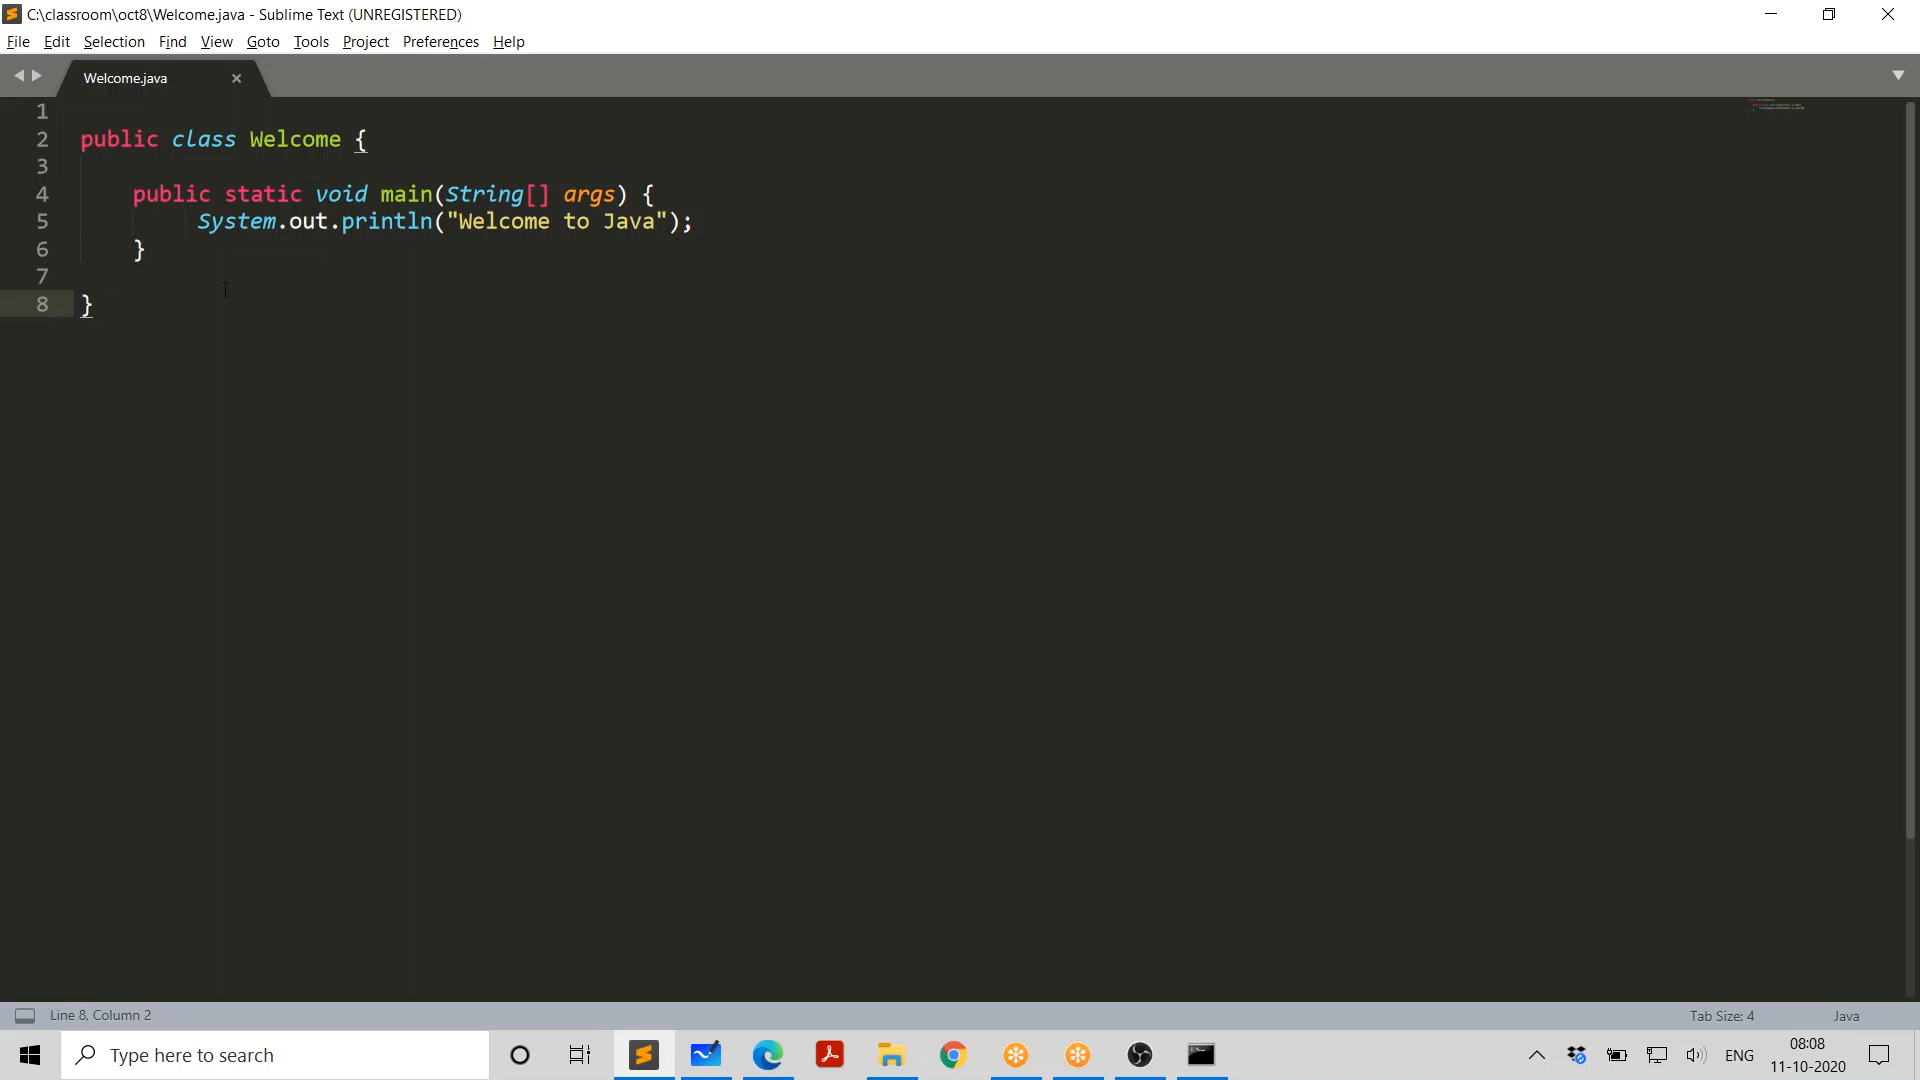 C:\classroom\oct8\Welcome.java - Sublime Text (UNREGISTERED)
File Edit Selection Find View Goto Tools Project Preferences Help
Welcome.java
1
2 public class Welcome {
3
4 public static void main(String[] args) {
5 System.out.println("Welcome to Java");
6 }
7
8 }
Line 8, Column 2
Tab Size: 4
Java
Type here to search
ENG
08:08
11-10-2020